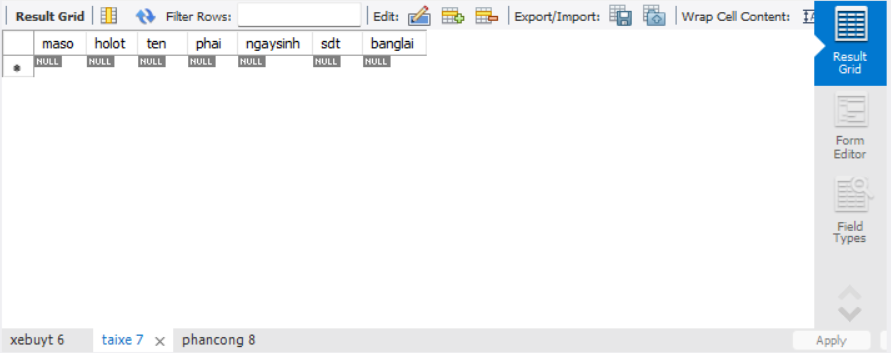 Result Grid Filter Rows: Edit: Export/Import: Wrap Cell Content:
maso holot ten phai ngaysinh sdt banglai
NULL NULL NULL NULL NULL NULL NULL
Result
Grid
Form
Editor
Field
Types
xebuyt 6 taixe 7 phancong 8 Apply